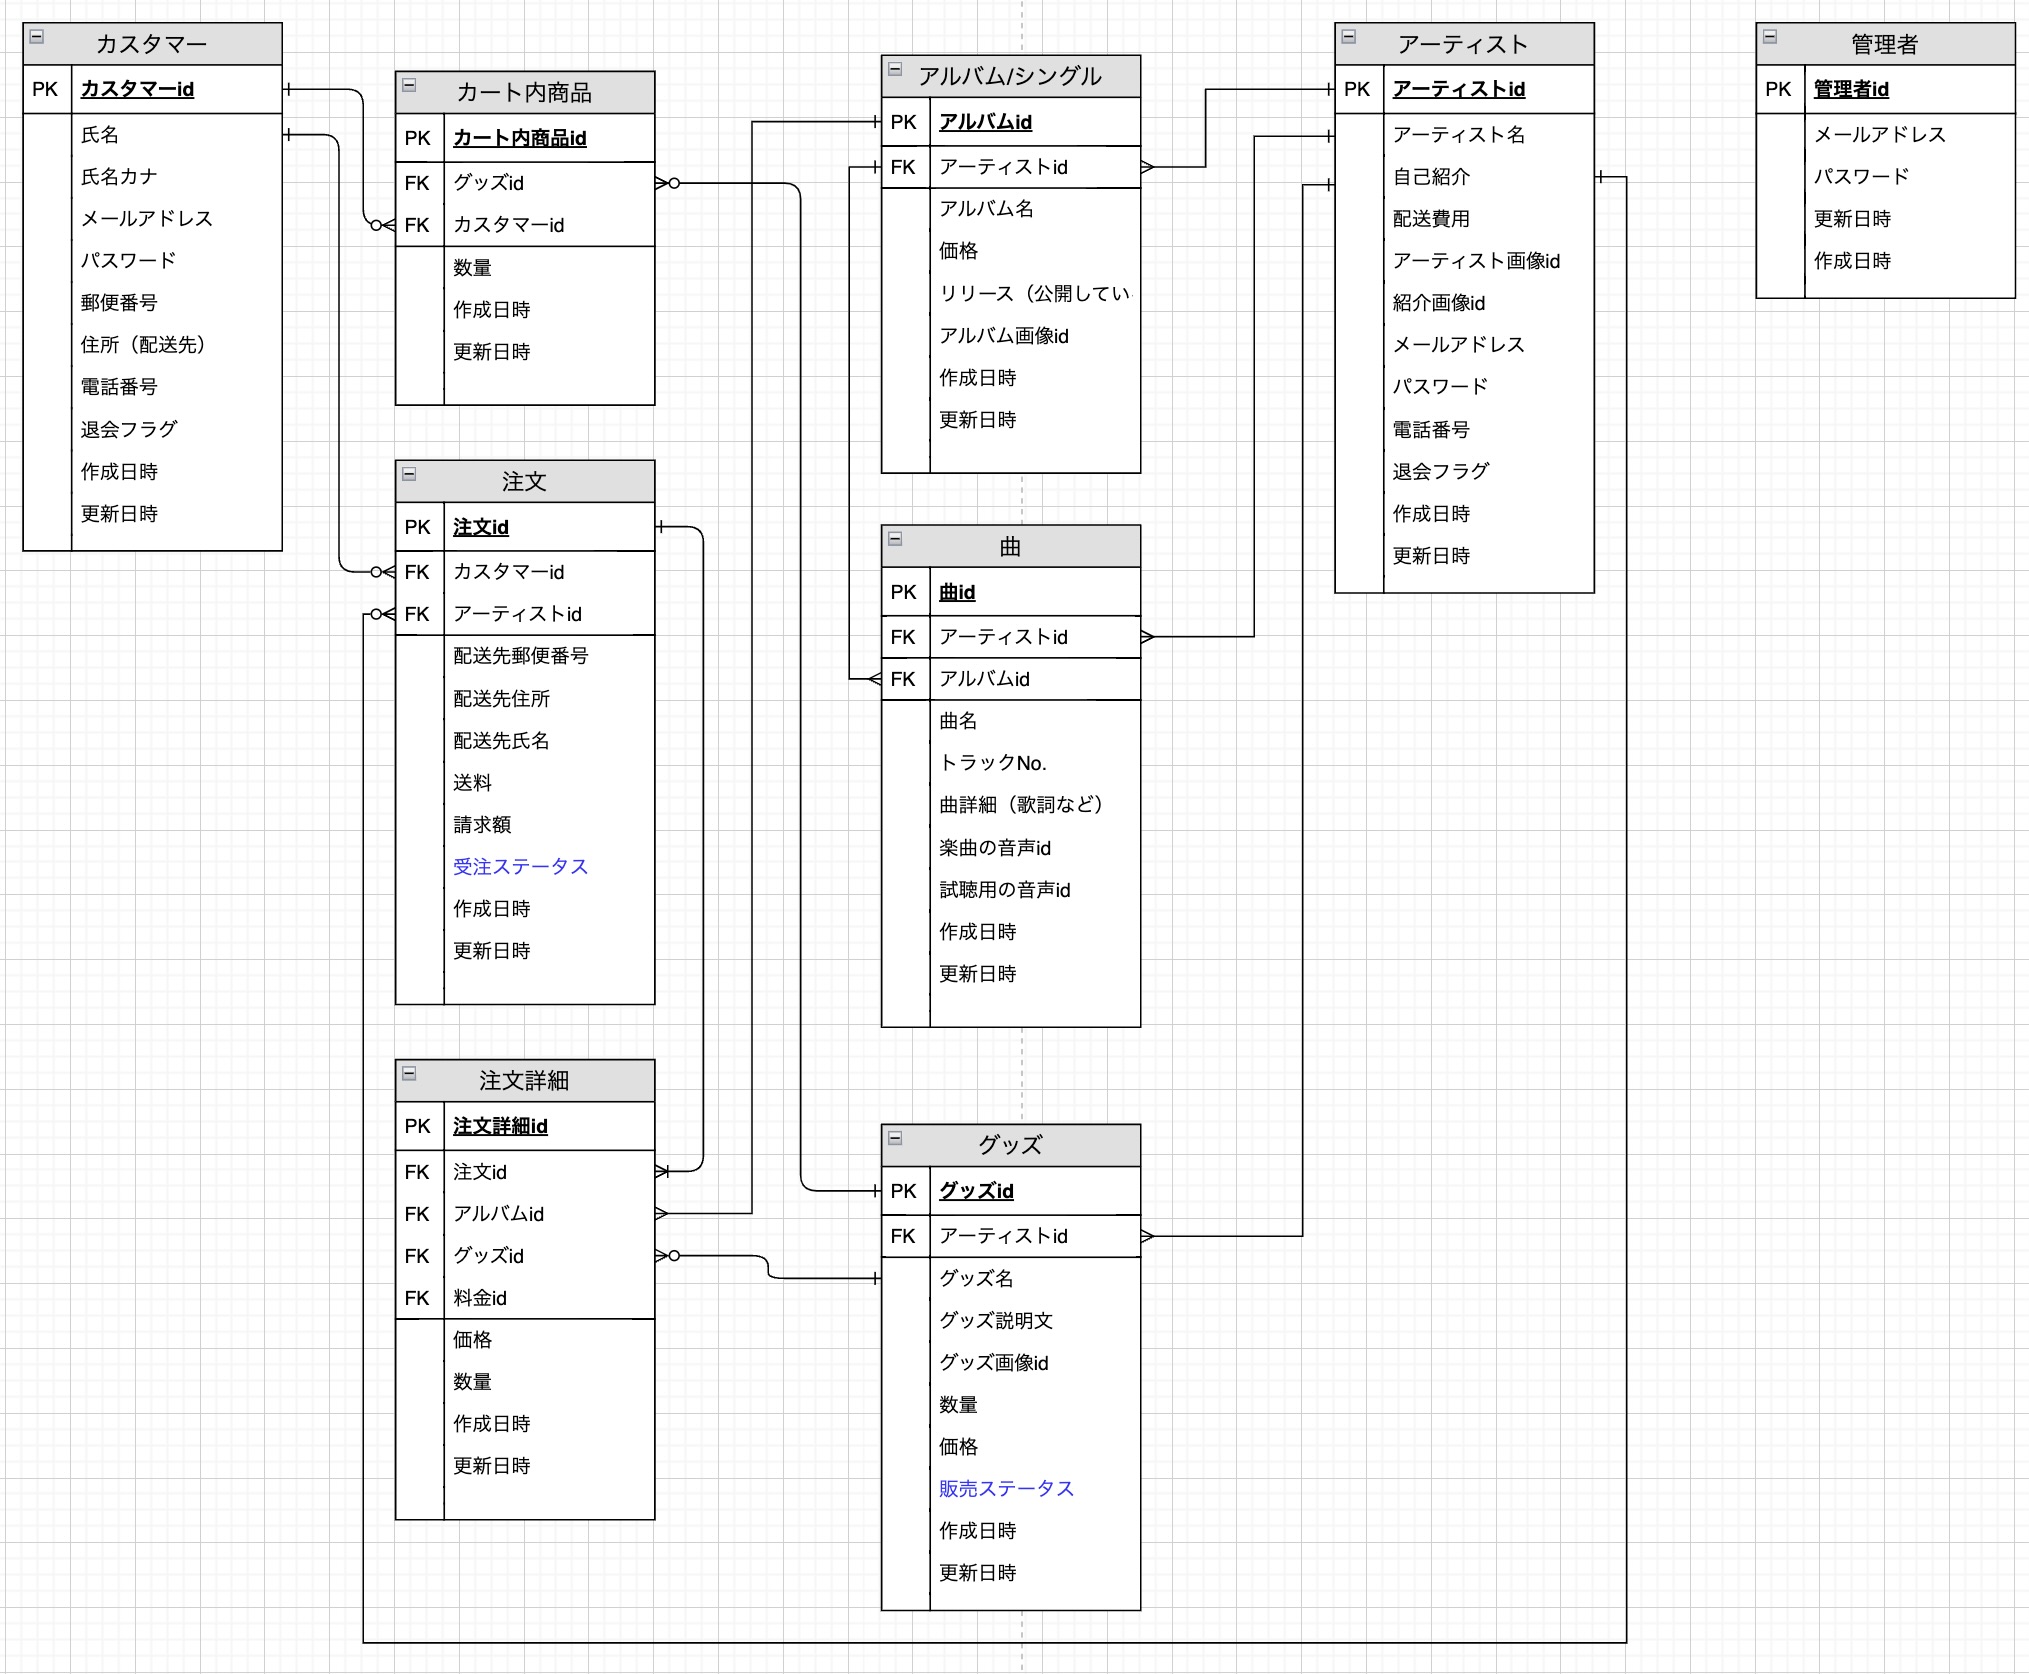 カスタマー
PK カスタマーid
氏名
氏名カナ
メールアドレス
パスワード
郵便番号
住所（配送先）
電話番号
退会フラグ
作成日時
更新日時
カート内商品
PK カート内商品id
FK グッズid
FK カスタマーid
数量
作成日時
更新日時
注文
PK 注文id
FK カスタマーid
FK アーティストid
配送先郵便番号
配送先住所
配送先氏名
送料
請求額
受注ステータス
作成日時
更新日時
注文詳細
PK 注文詳細id
FK 注文id
FK アルバムid
FK グッズid
FK 料金id
価格
数量
作成日時
更新日時
アルバム/シングル
PK アルバムid
FK アーティストid
アルバム名
価格
リリース（公開してい
アルバム画像id
作成日時
更新日時
曲
PK 曲id
FK アーティストid
FK アルバムid
曲名
トラックNo.
曲詳細（歌詞など）
楽曲の音声id
試聴用の音声id
作成日時
更新日時
グッズ
PK グッズid
FK アーティストid
グッズ名
グッズ説明文
グッズ画像id
数量
価格
販売ステータス
作成日時
更新日時
アーティスト
PK アーティストid
アーティスト名
自己紹介
配送費用
アーティスト画像id
紹介画像id
メールアドレス
パスワード
電話番号
退会フラグ
作成日時
更新日時
管理者
PK 管理者id
メールアドレス
パスワード
更新日時
作成日時